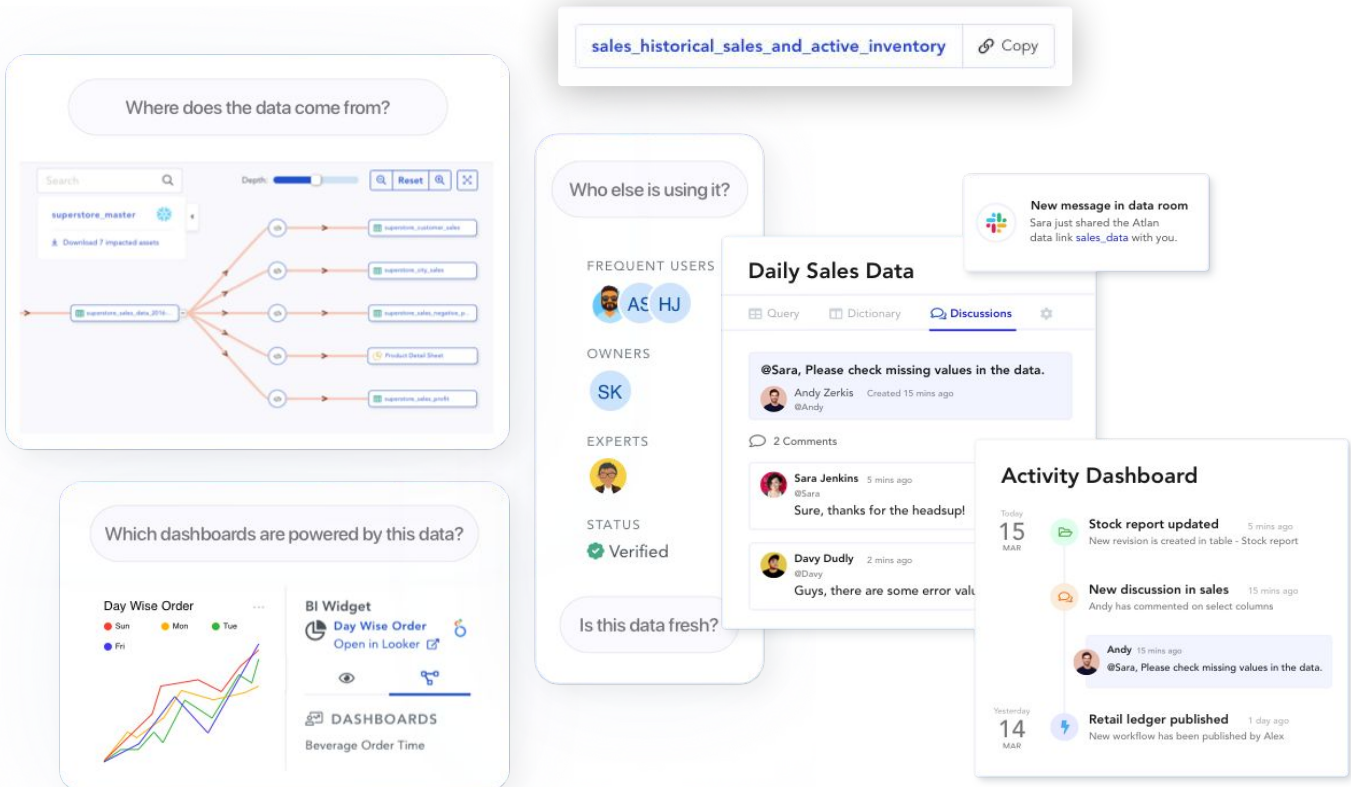 sales_historical_sales_and_active_inventory
Copy
Where does the data come from?
Search
Depth:
Reset
superstore_master
Download 7 impacted assets
superstore_sales_data_2016-...
superstore_customer_sales
superstore_city_sales
superstore_sales_negative_p...
Product Detail Sheet
superstore_sales_profit
Which dashboards are powered by this data?
Day Wise Order
Sun
Mon
Tue
Fri
BI Widget
Day Wise Order
Open in Looker
DASHBOARDS
Beverage Order Time
Who else is using it?
FREQUENT USERS
AS
HJ
OWNERS
SK
EXPERTS
STATUS
Verified
Is this data fresh?
New message in data room
Sara just shared the Atlan
data link sales_data with you.
Daily Sales Data
Query
Dictionary
Discussions
@Sara, Please check missing values in the data.
Andy Zerkis Created 15 mins ago
@Andy
2 Comments
Sara Jenkins 5 mins ago
@Sara
Sure, thanks for the headsup!
Davy Dudly 2 mins ago
@Davy
Guys, there are some error valu
Activity Dashboard
Today
15
MAR
Stock report updated 5 mins ago
New revision is created in table - Stock report
New discussion in sales 15 mins ago
Andy has commented on select columns
Andy 15 mins ago
@Sara, Please check missing values in the data.
Yesterday
14
MAR
Retail ledger published 1 day ago
New workflow has been published by Alex